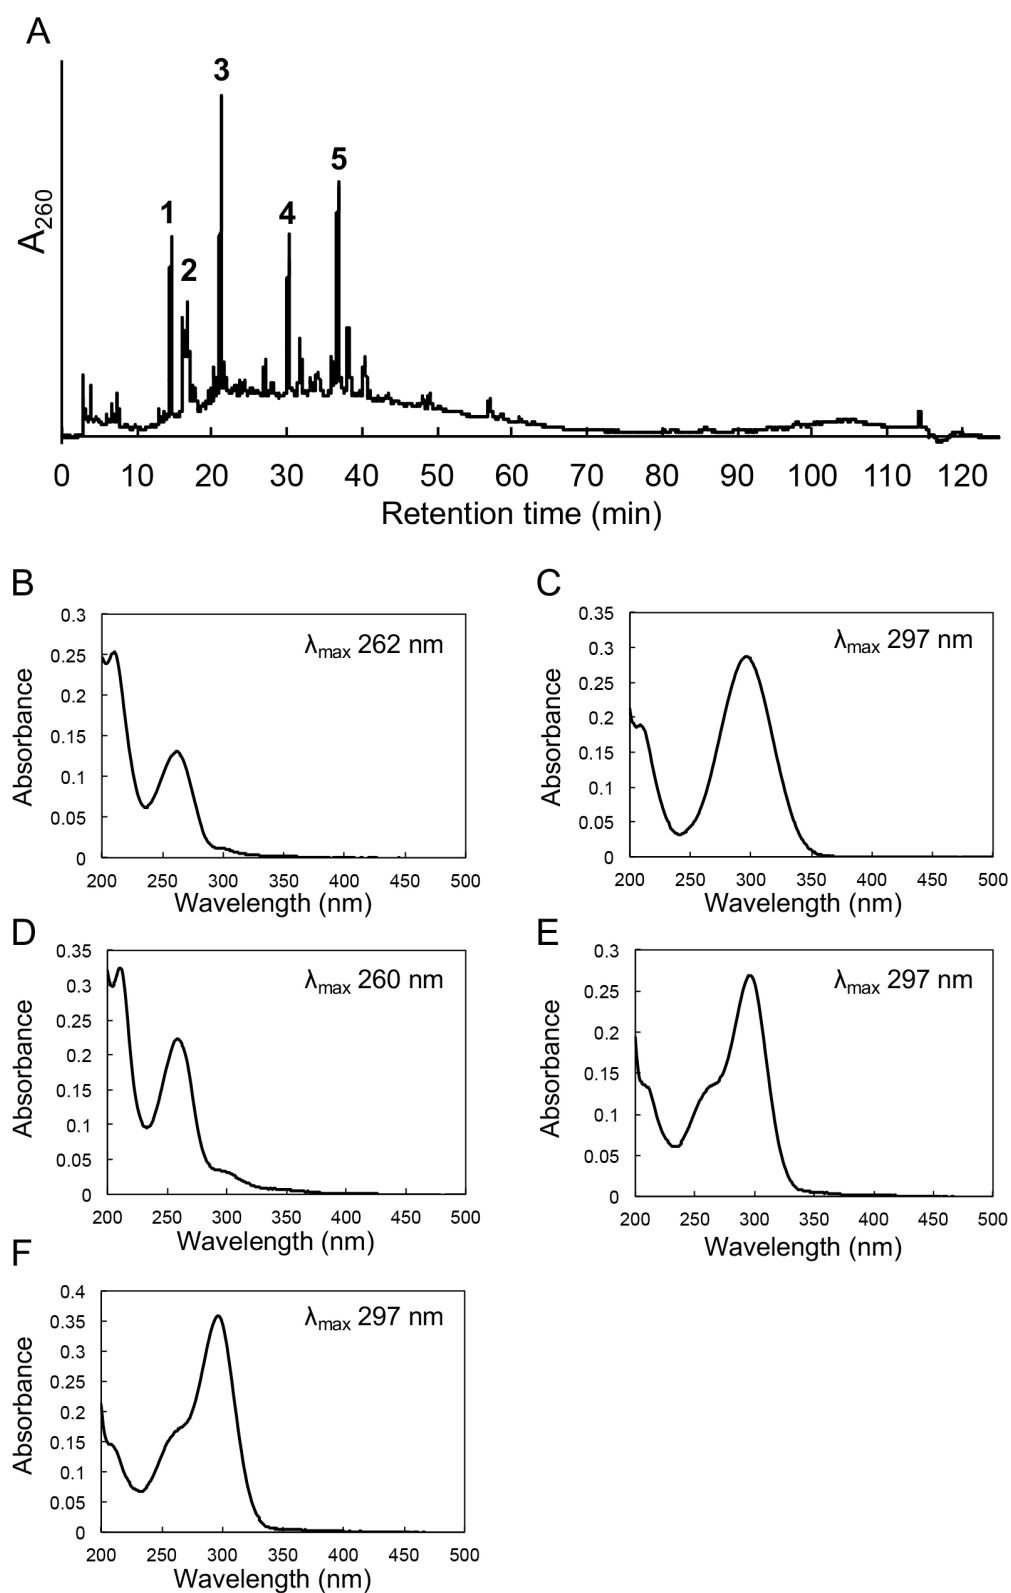 A
3
5
1
4
2
A260
0 10 20 30 40 50 60 70 80 90 100 110 120
Retention time (min)
B
λmax 262 nm
0.3
0.25
0.2
0.15
0.1
0.05
0
Absorbance
200 250 300 350 400 450 500
Wavelength (nm)
C
λmax 297 nm
0.35
0.3
0.25
0.2
0.15
0.1
0.05
0
Absorbance
200 250 300 350 400 450 500
Wavelength (nm)
D
λmax 260 nm
0.35
0.3
0.25
0.2
0.15
0.1
0.05
0
Absorbance
200 250 300 350 400 450 500
Wavelength (nm)
E
λmax 297 nm
0.3
0.25
0.2
0.15
0.1
0.05
0
Absorbance
200 250 300 350 400 450 500
Wavelength (nm)
F
λmax 297 nm
0.4
0.35
0.3
0.25
0.2
0.15
0.1
0.05
0
Absorbance
200 250 300 350 400 450 500
Wavelength (nm)